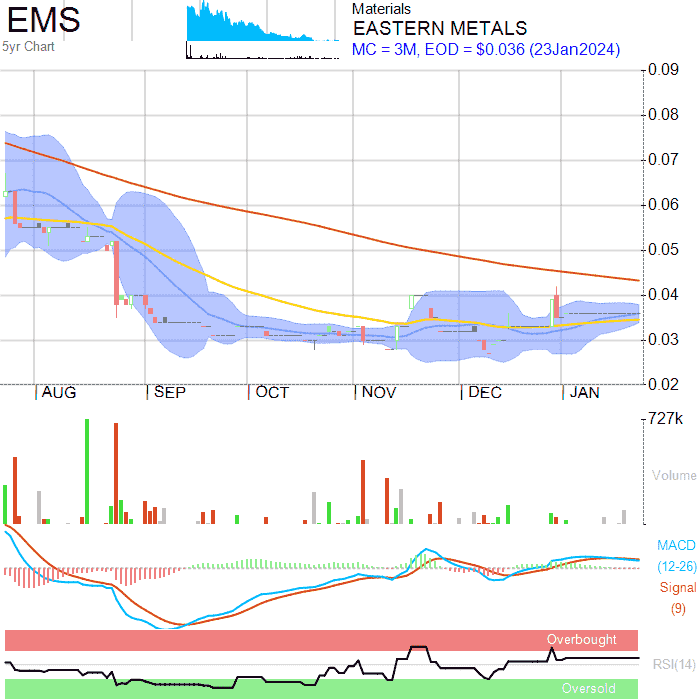 EMS
5yr Chart
Materials
EASTERN METALS
MC = 3M, EOD = $0.036 (23Jan2024)
0.09
0.08
0.07
0.06
0.05
0.04
0.03
0.02
AUG SEP OCT NOV DEC JAN
727k
Volume
MACD
(12-26)
Signal
(9)
Overbought
RSI(14)
Oversold